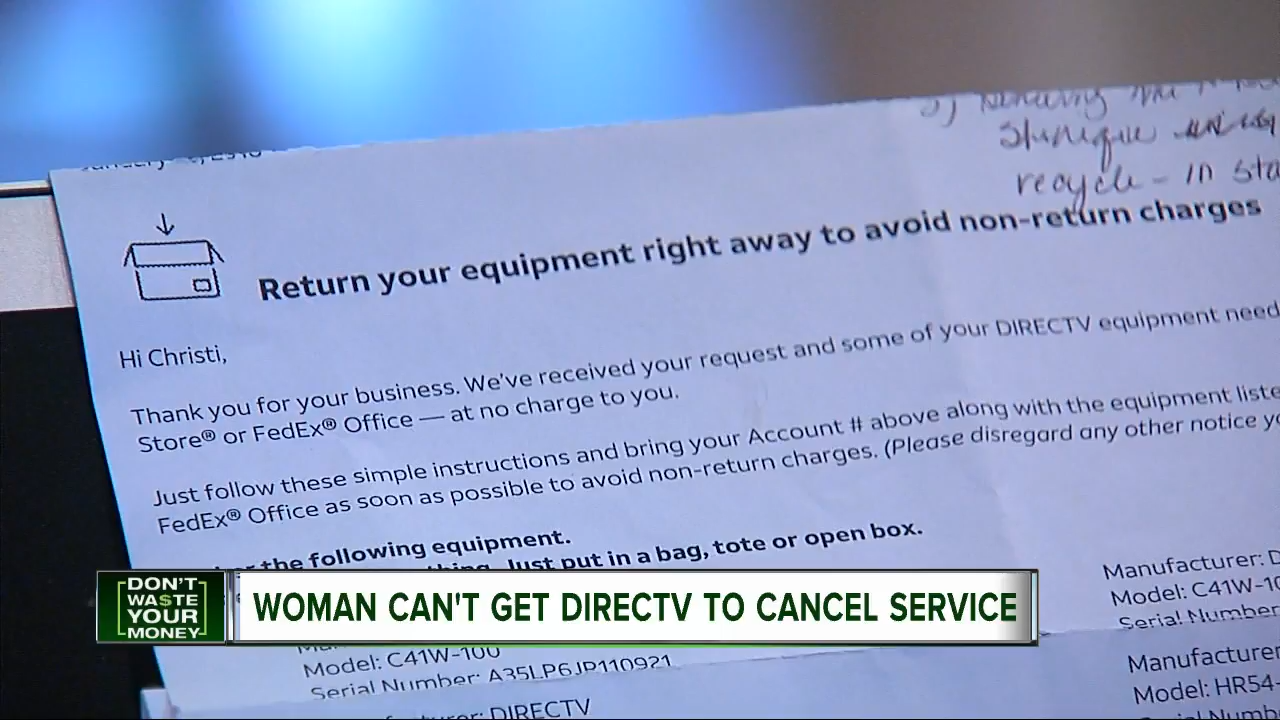 recycle - in
Return your equipment right away to avoid non-return charges
Hi Christi,
Thank you for your business. We've received your request and some of your DIRECTV equipment need
Store® or FedEx® Office — at no charge to you.
Just follow these simple instructions and bring your Account # above along with the equipment liste
FedEx® Office as soon as possible to avoid non-return charges. (Please disregard any other notice
the following equipment.
Just put in a bag, tote or open box.
Manufacturer:
Model: C41W-10
Serial Number
DON'T
WA$TE
YOUR
MONEY
WOMAN CAN'T GET DIRECTV TO CANCEL SERVICE
Model: C41W-100
Serial Number: A35LP6JP110921
DIRECTV
Manufacturer
Model: HR54-